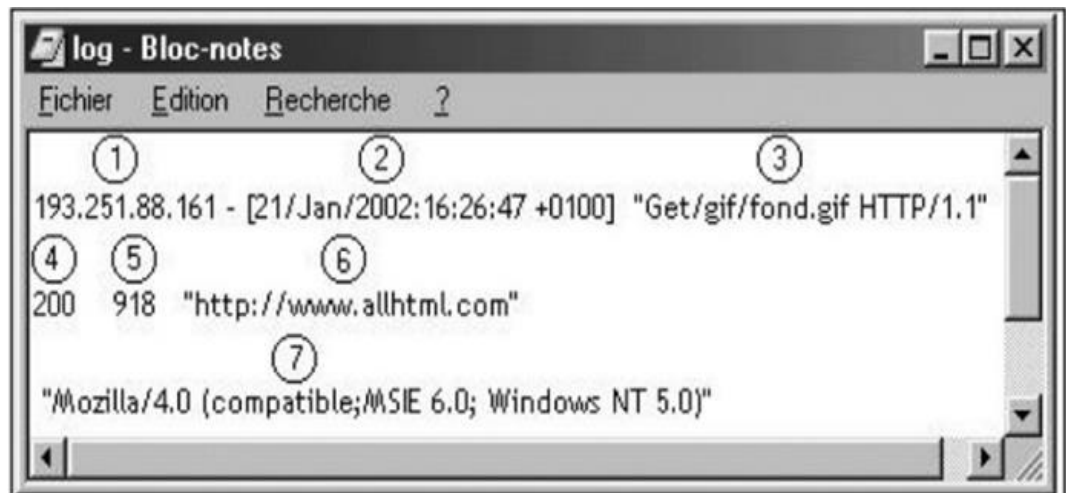 log - Bloc-notes
Fichier Edition Recherche ?
1 2 3
193.251.88.161 - [21/Jan/2002:16:26:47 +0100] "Get/gif/fond.gif HTTP/1.1"
4 5 6
200 918 "http://www.allhtml.com"
7
"Mozilla/4.0 (compatible;MSIE 6.0; Windows NT 5.0)"